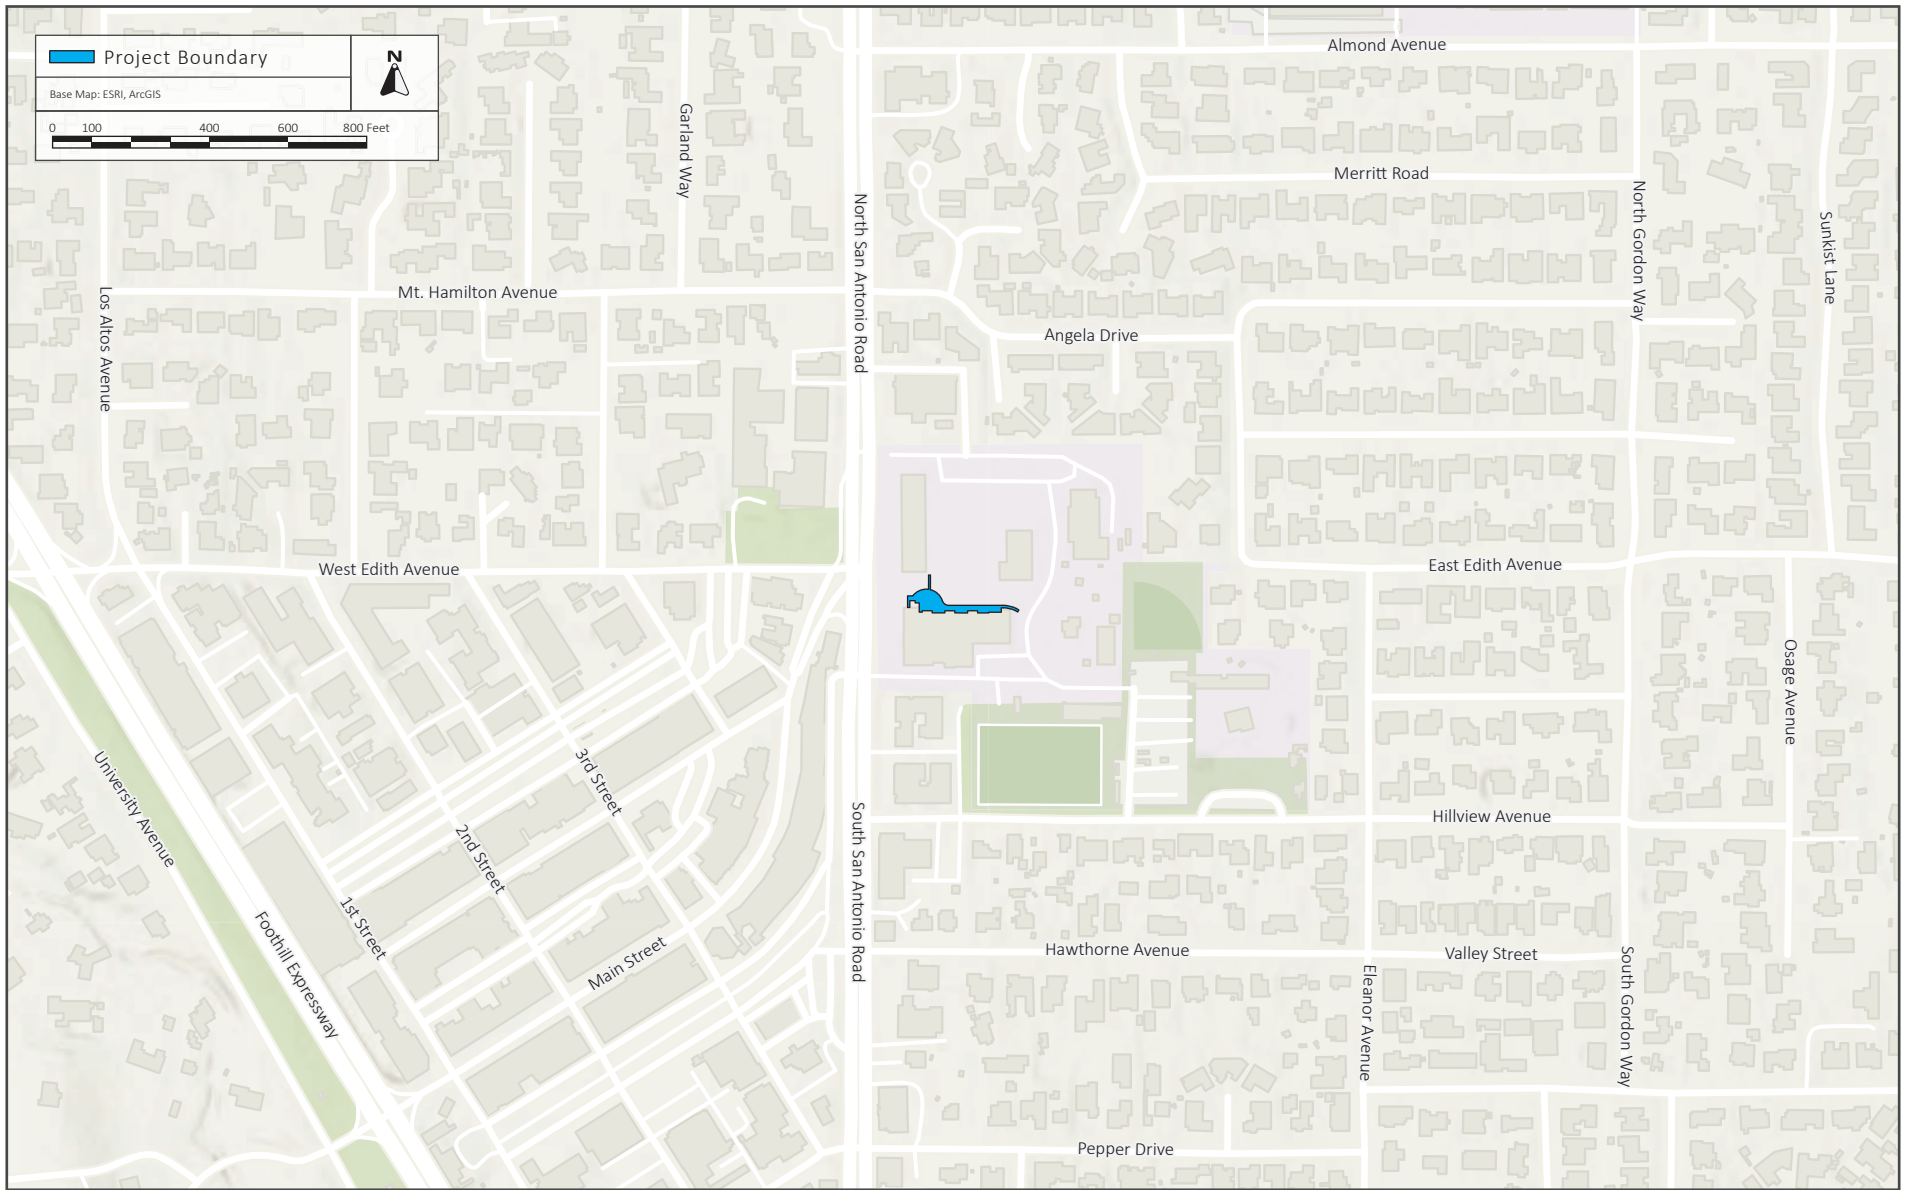 Project Boundary
N
Base Map: ESRI, ArcGIS
0 100 400 600 800 Feet
Almond Avenue
Garland Way
Merritt Road
North San Antonio Road
North Gordon Way
Sunkist Lane
Los Altos Avenue
Mt. Hamilton Avenue
Angela Drive
West Edith Avenue
East Edith Avenue
Osage Avenue
University Avenue
3rd Street
2nd Street
South San Antonio Road
Hillview Avenue
1st Street
Foothill Expressway
Main Street
Hawthorne Avenue
Valley Street
Eleanor Avenue
South Gordon Way
Pepper Drive